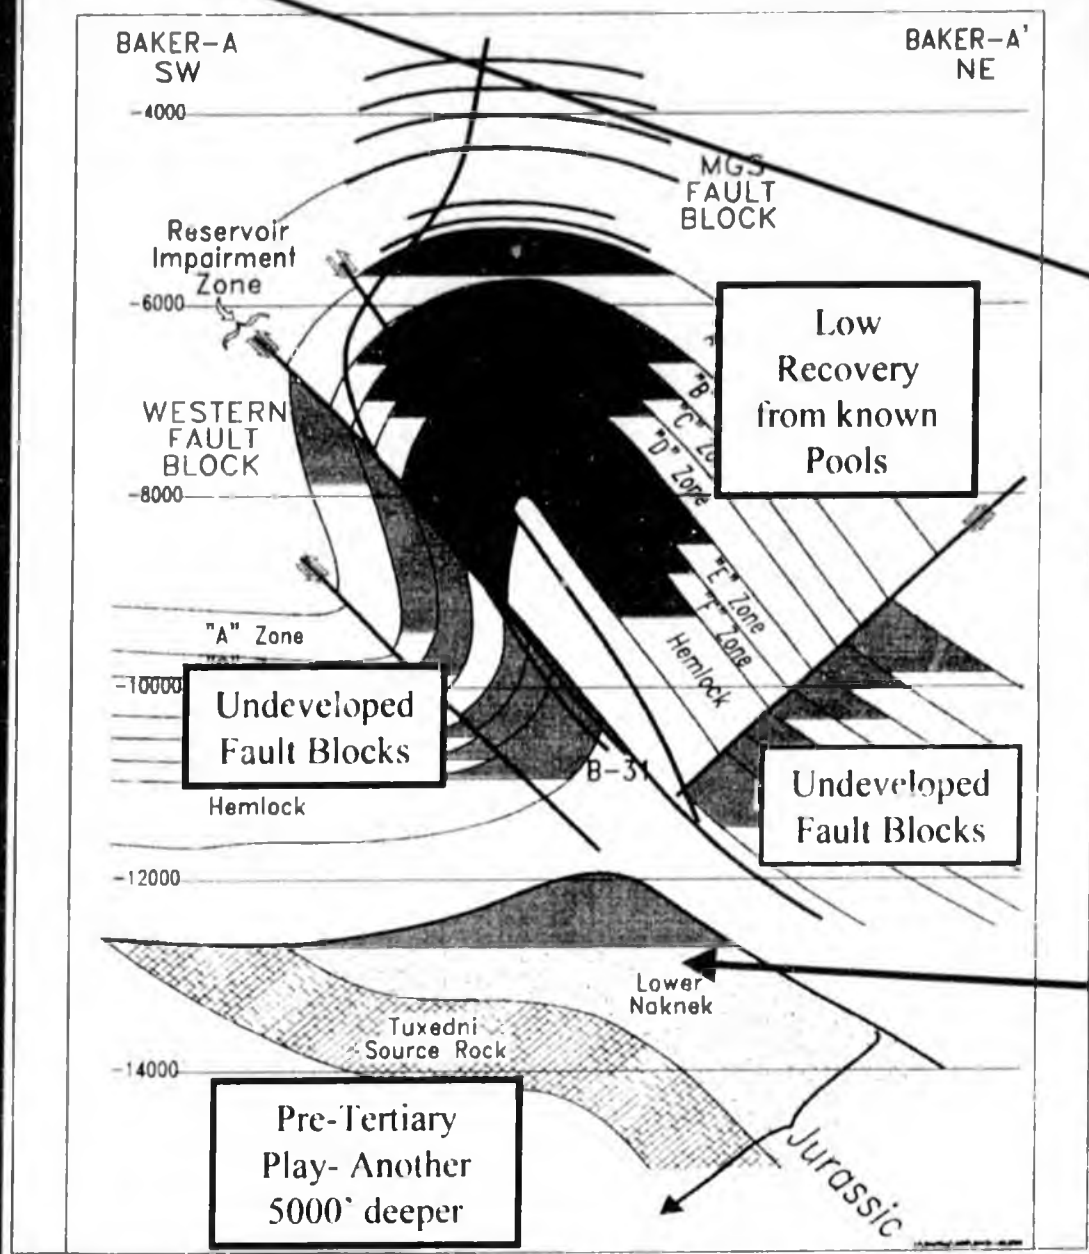 BAKER-A
SW
BAKER-A'
NE
-4000
MGS
FAULT
BLOCK
Reservoir
Impairment
Zone
-6000
Low
Recovery
from known
Pools
"B"
"C"
"D" Zone
WESTERN
FAULT
BLOCK
-8000
"E" Zone
"F" Zone
Hemlock
"A" Zone
-10000
Undeveloped
Fault Blocks
B-31
Undeveloped
Fault Blocks
Hemlock
-12000
Lower
Naknek
Tuxedni
Source Rock
-14000
Pre-Tertiary
Play- Another
5000' deeper
Jurassic